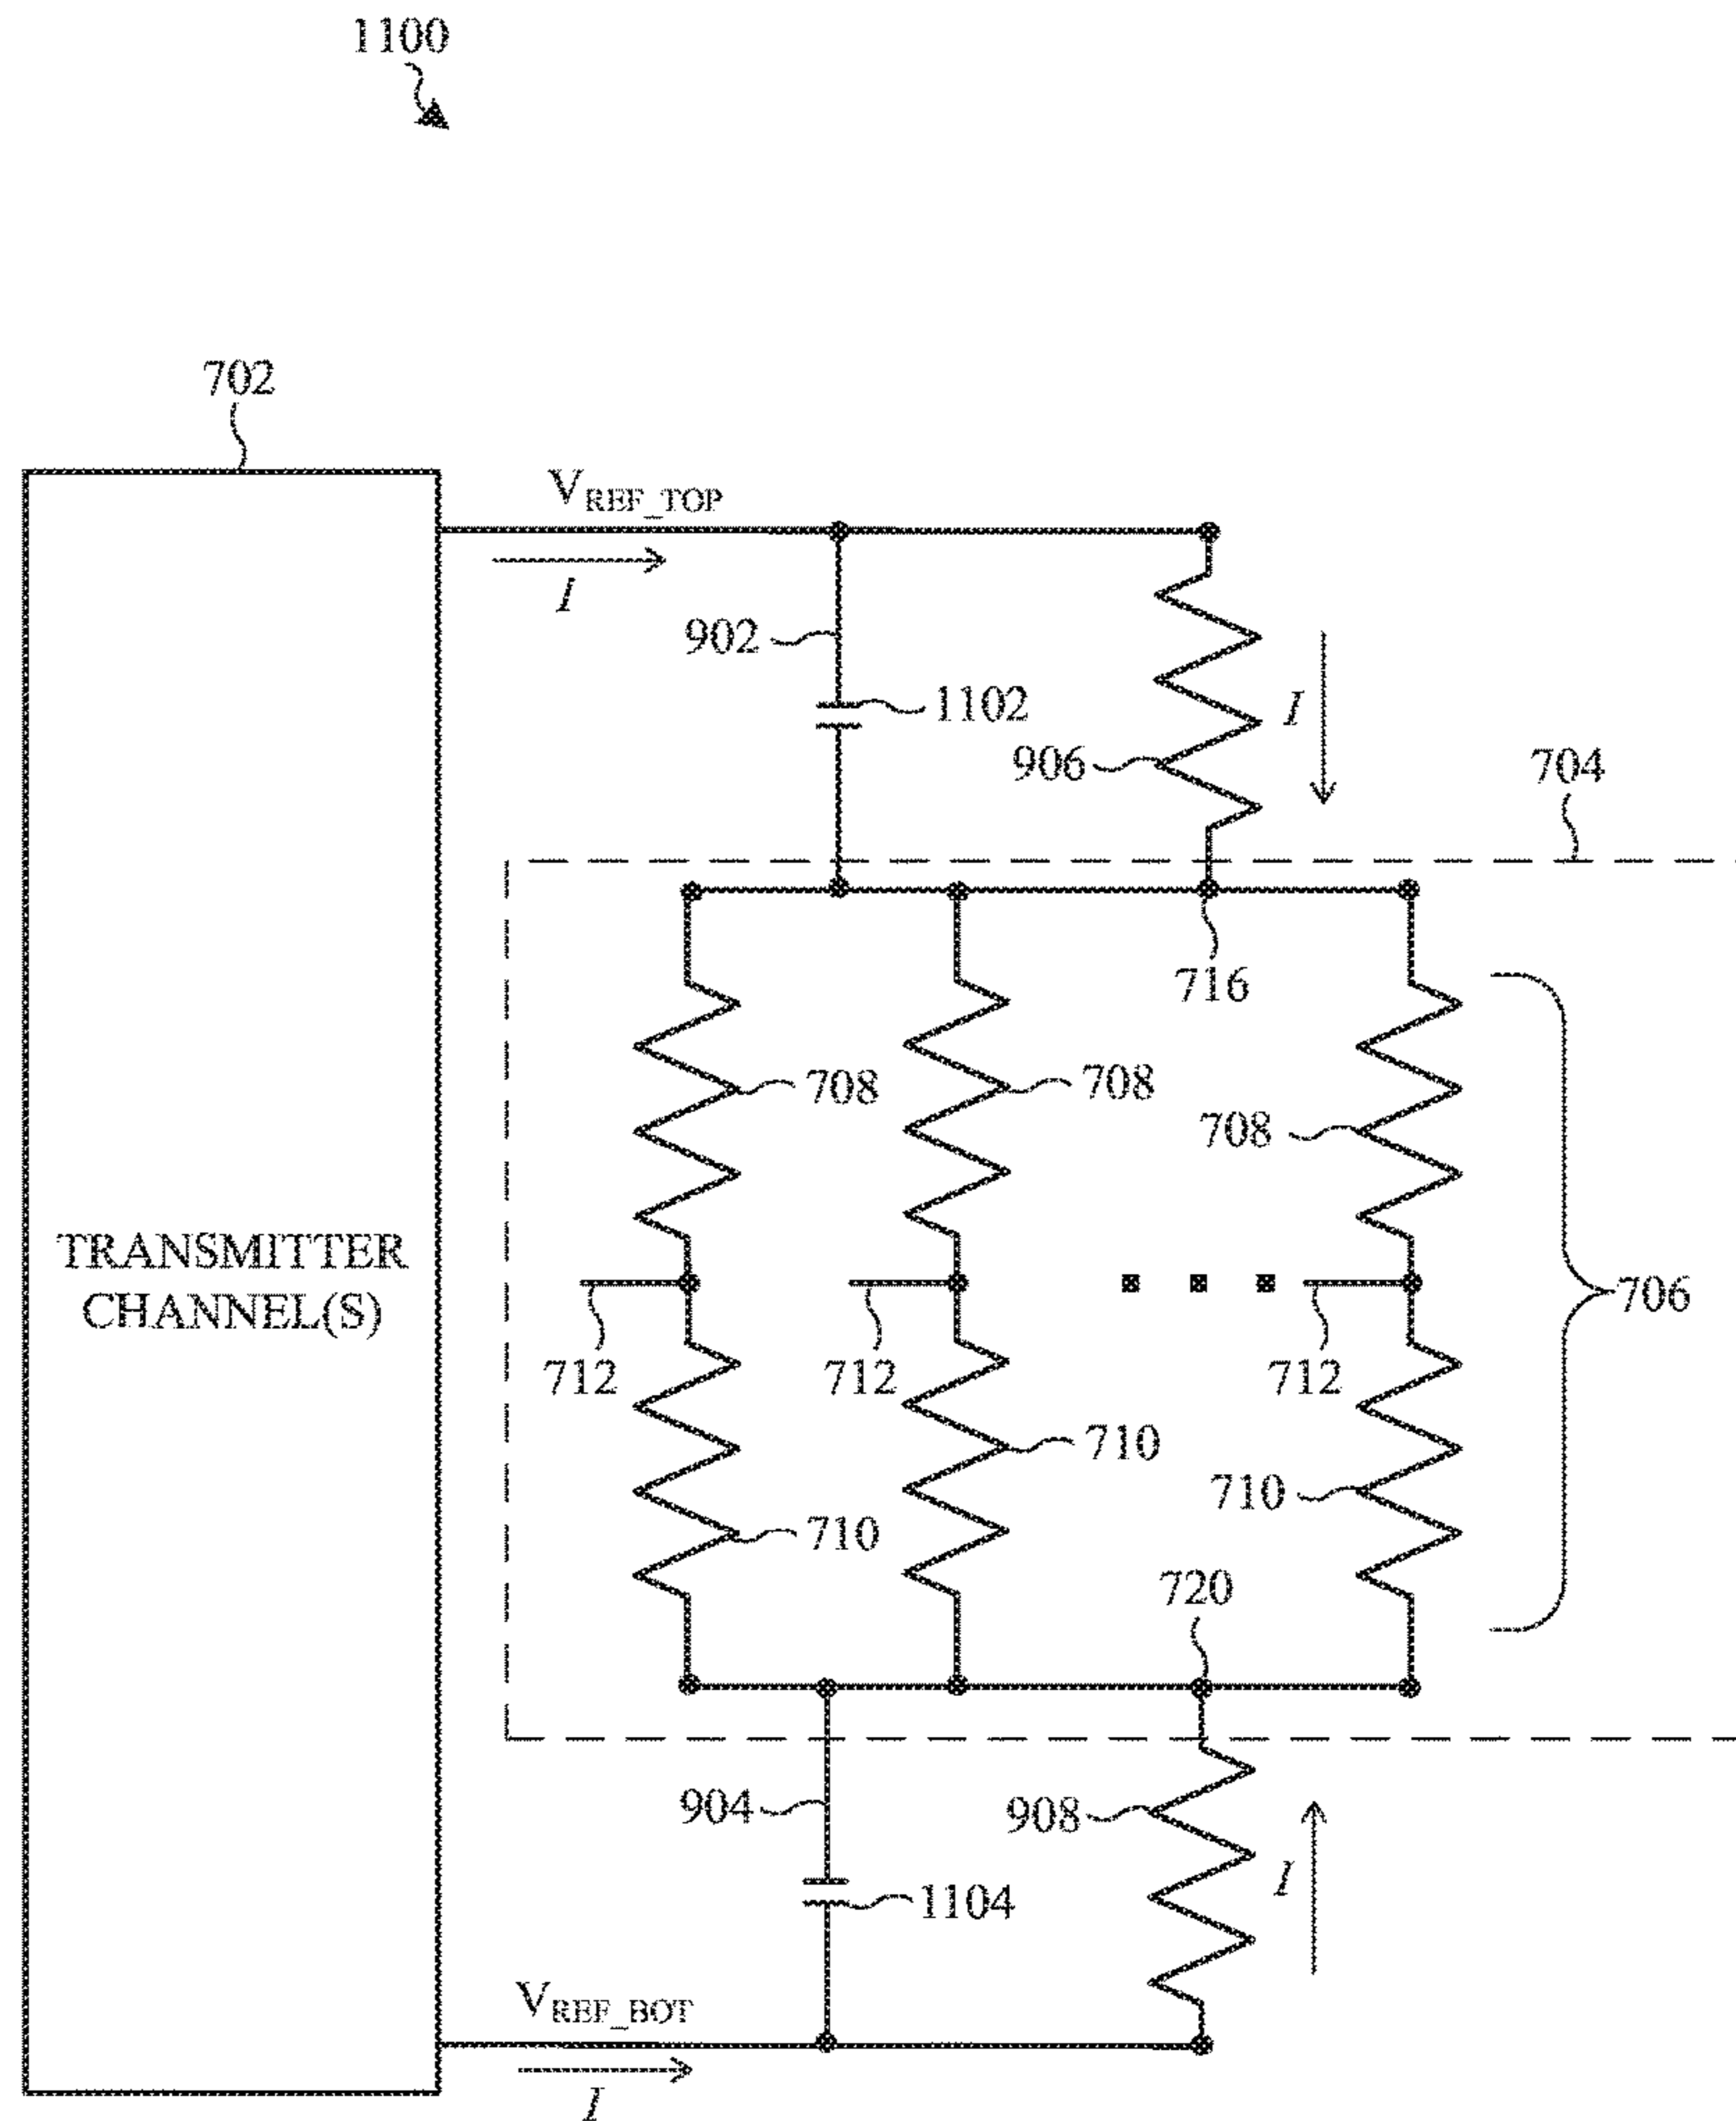 1100
702
V_REF_TOP
I
902
1102
906
I
704
716
708
708
708
TRANSMITTER
CHANNEL(S)
706
712
712
712
710
710
710
720
904
908
I
1104
V_REF_BOT
I